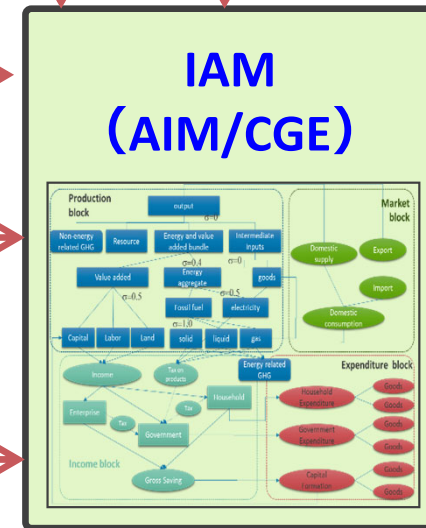 IAM
（AIM/CGE）
Production
block
output
σ=0
Non-energy
related GHG
Resource
Energy and value
added bundle
Intermediate
inputs
σ=0.4
σ=0
Value added
Energy
aggregate
goods
σ=0.5
σ=0.5
Fossil fuel
electricity
σ=1.0
Capital
Labor
Land
solid
liquid
gas
Market
block
Domestic
supply
Export
Import
Domestic
consumption
Energy related
GHG
Expenditure block
Income
Tax on
products
Household
Enterprise
Tax
Tax
Government
Income block
Gross Saving
Household
Expenditure
Government
Expenditure
Capital
Formation
Goods
Goods
Goods
Goods
Goods
Goods